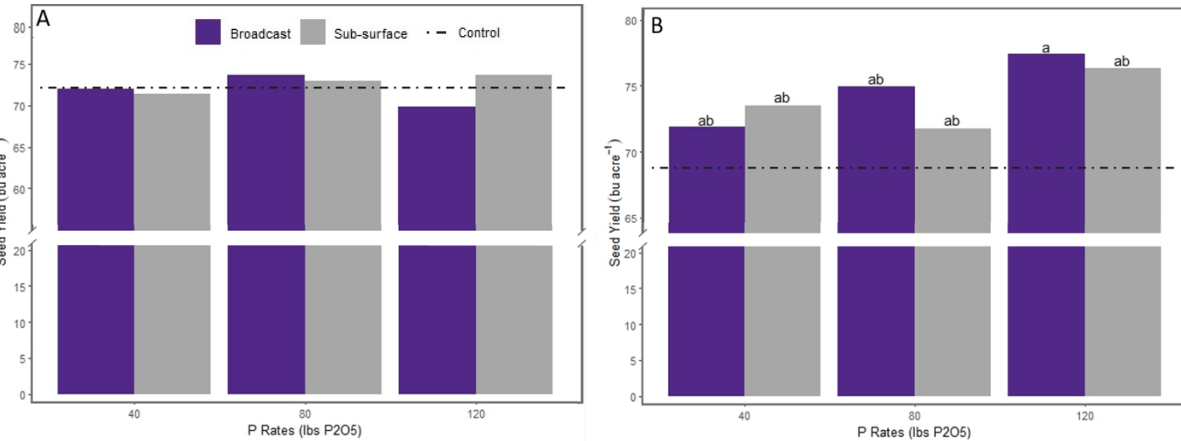 A
Broadcast
Sub-surface
Control
80
75
70
65
60
20
15
10
5
0
Seed Yield (bu acre⁻¹)
40
80
120
P Rates (lbs P2O5)
B
80
75
70
65
20
15
10
5
0
Seed Yield (bu acre⁻¹)
ab
ab
ab
ab
a
ab
40
80
120
P Rates (lbs P2O5)